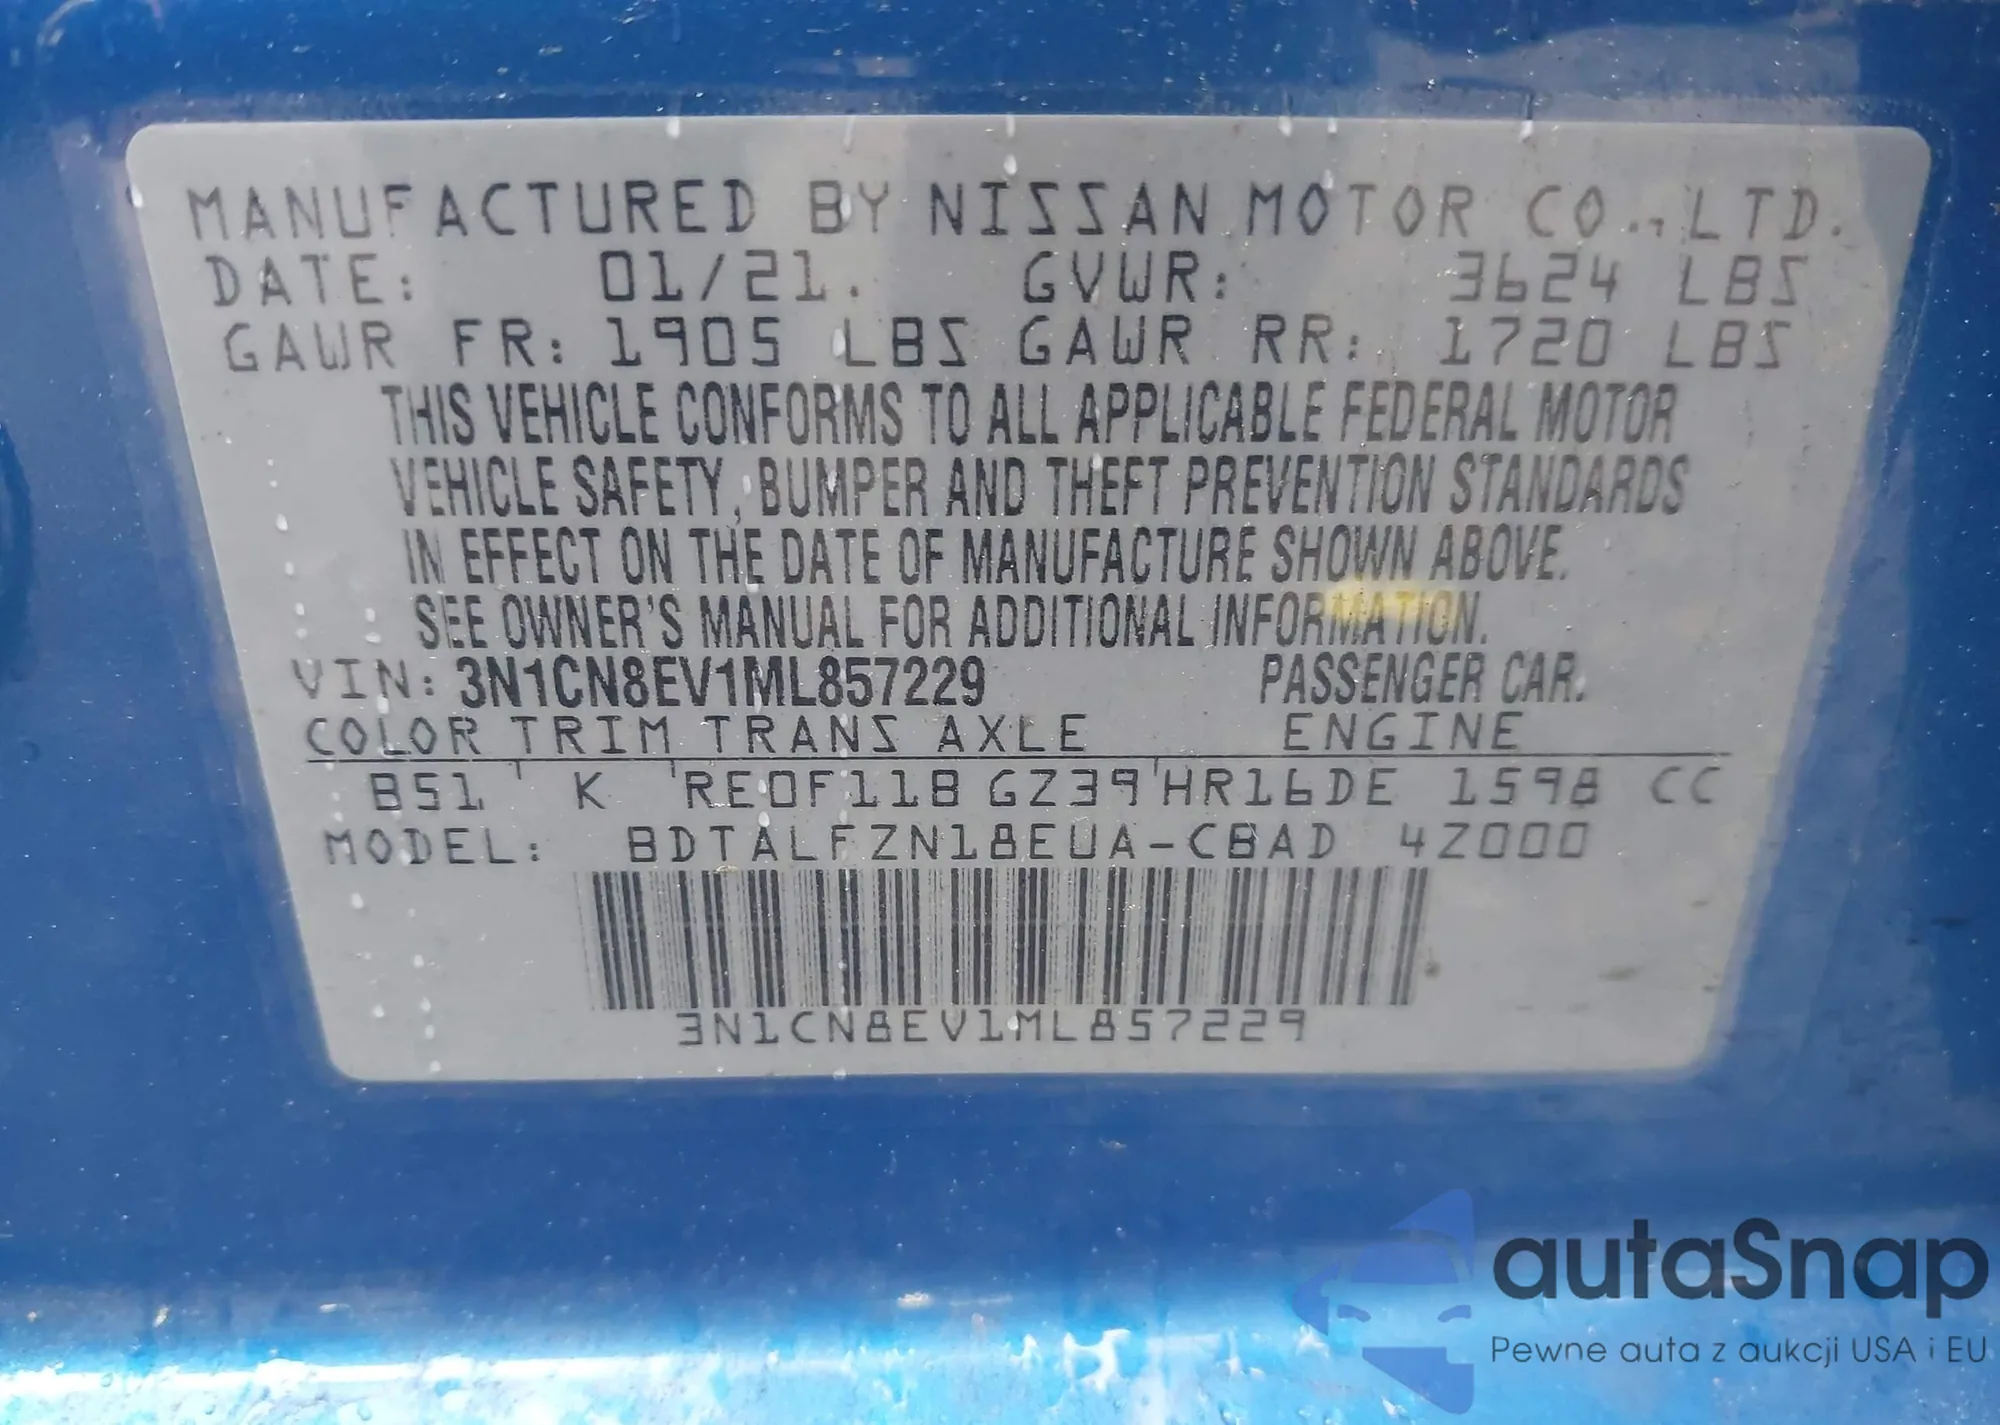 MANUFACTURED BY NISSAN MOTOR CO., LTD.
DATE: 01/21. GVWR: 3624 LBS
GAWR FR: 1905 LBS GAWR RR: 1720 LBS
THIS VEHICLE CONFORMS TO ALL APPLICABLE FEDERAL MOTOR
VEHICLE SAFETY, BUMPER AND THEFT PREVENTION STANDARDS
IN EFFECT ON THE DATE OF MANUFACTURE SHOWN ABOVE.
SEE OWNER'S MANUAL FOR ADDITIONAL INFORMATION.
VIN: 3N1CN8EV1ML857229 PASSENGER CAR.
COLOR TRIM TRANS AXLE ENGINE
B51 K RE0F11B GZ39 HR16DE 1598 CC
MODEL: BDTALFZN18EUA-CBAD 4Z000
3N1CN8EV1ML857229
autaSnap
Pewne auta z aukcji USA i EU